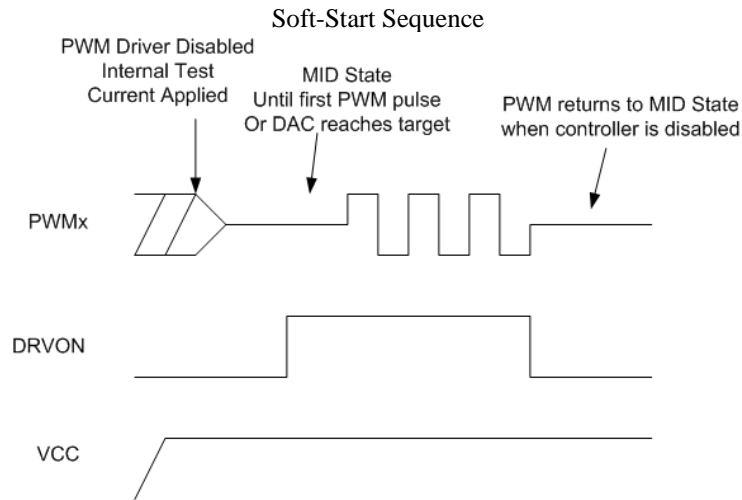 Soft-Start Sequence
PWM Driver Disabled
Internal Test
Current Applied
MID State
Until first PWM pulse
Or DAC reaches target
PWM returns to MID State
when controller is disabled
PWMx
DRVON
VCC